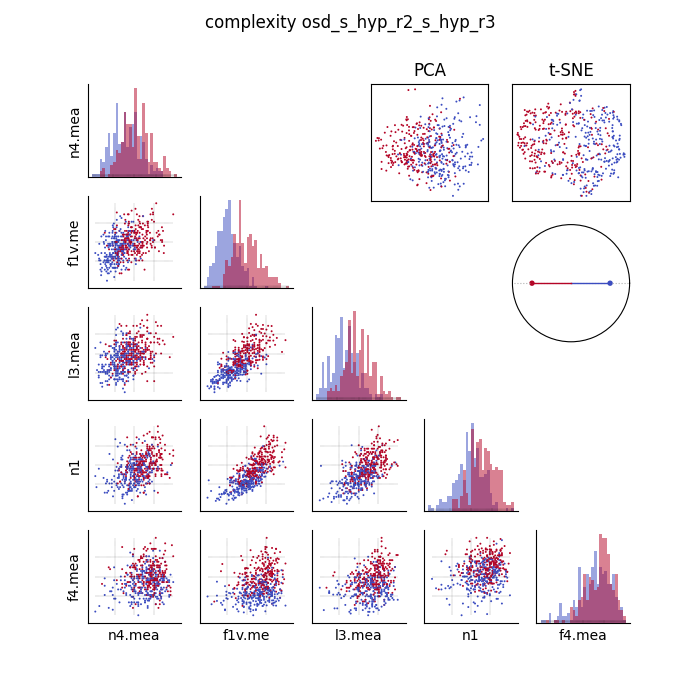 complexity osd_s_hyp_r2_s_hyp_r3
PCA
t-SNE
n4.mea
f1v.me
l3.mea
n1
f4.mea
n4.mea
f1v.me
l3.mea
n1
f4.mea